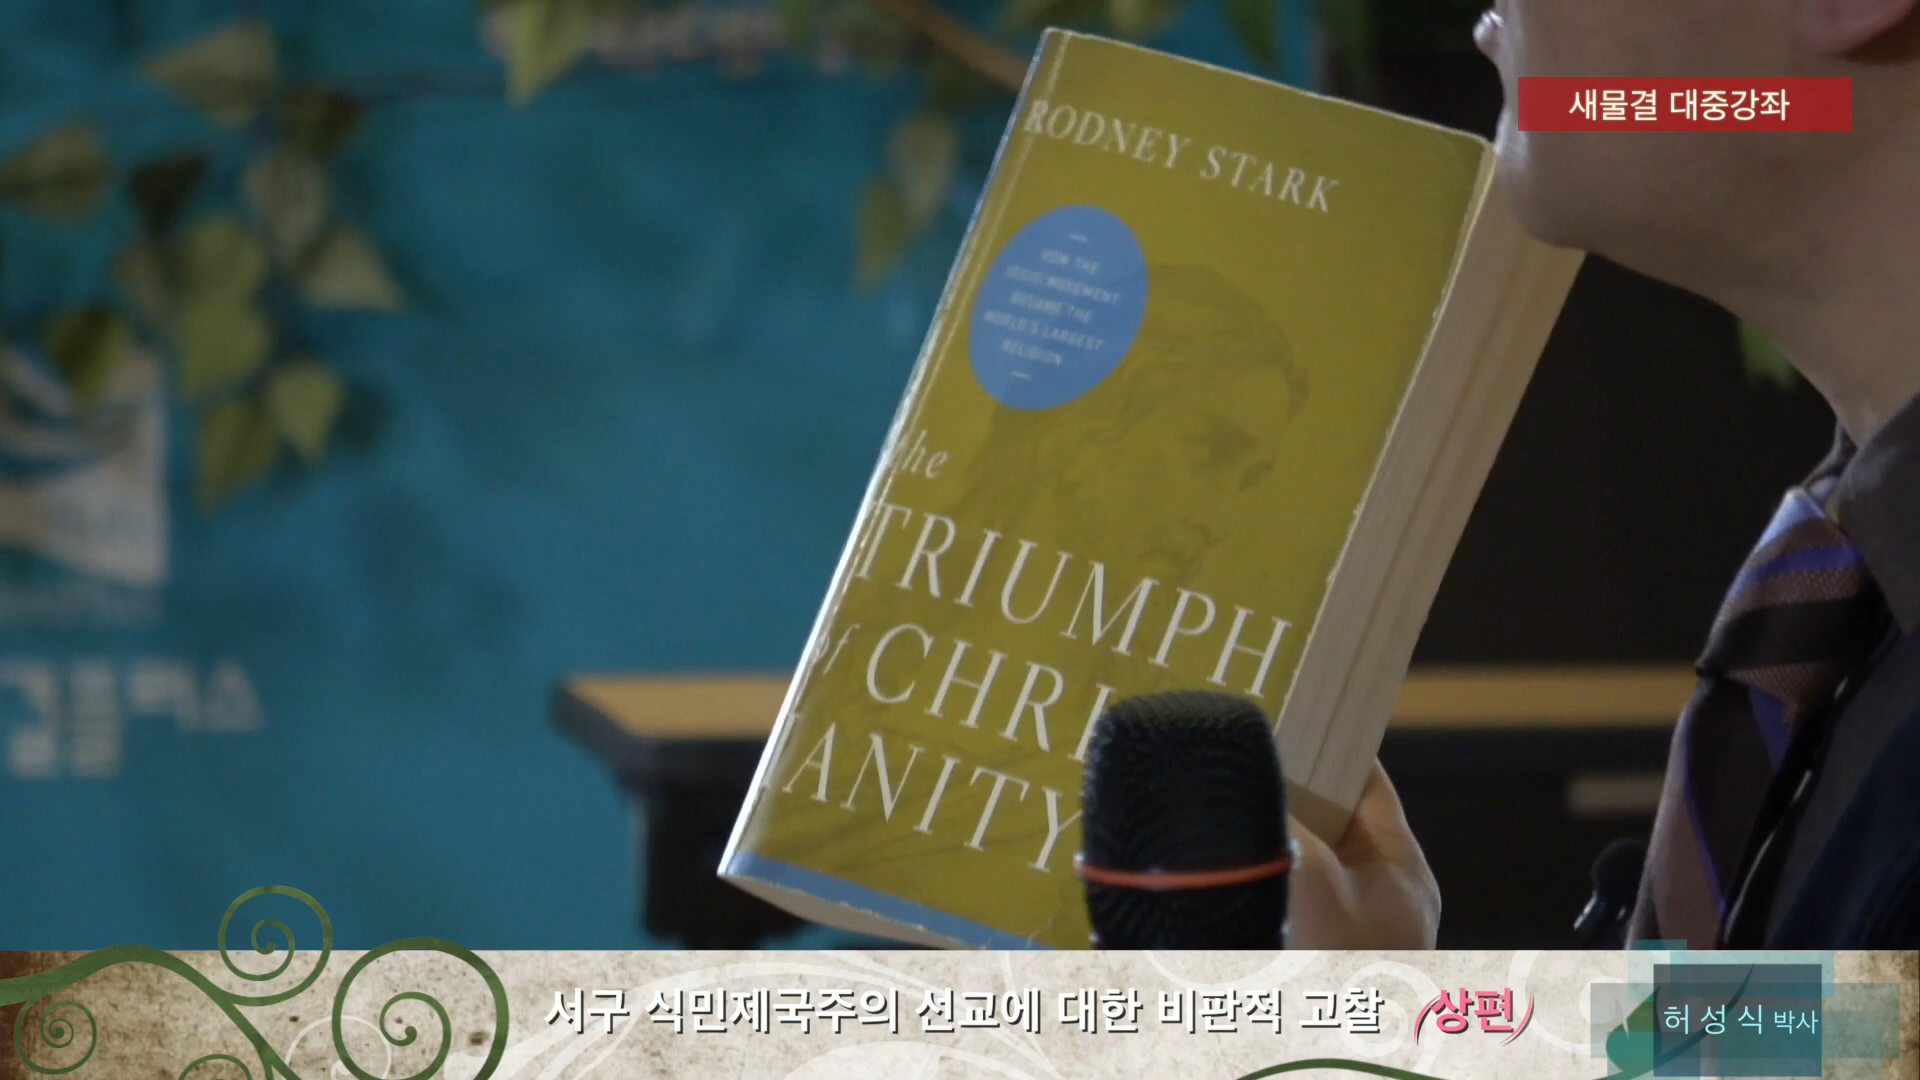 새물결 대중강좌
RODNEY STARK
HOW THE
JESUS MOVEMENT
BECAME THE
WORLD'S LARGEST
RELIGION
the
TRIUMPH
of CHRI
ANITY
서구 식민제국주의 선교에 대한 비판적 고찰 (상편)
허성식 박사